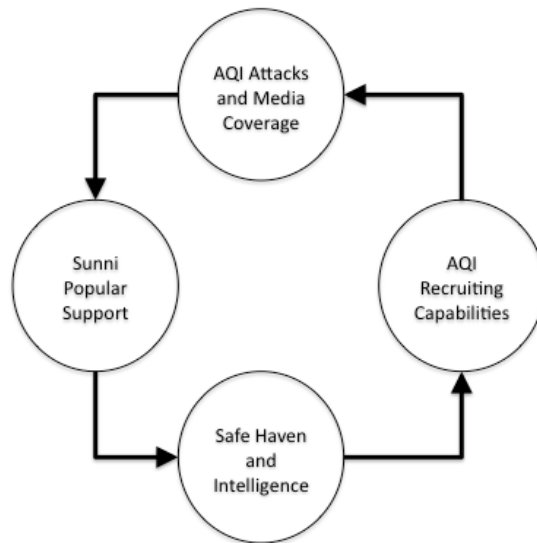 AQI Attacks
and Media
Coverage
Sunni
Popular
Support
AQI
Recruiting
Capabilities
Safe Haven
and
Intelligence